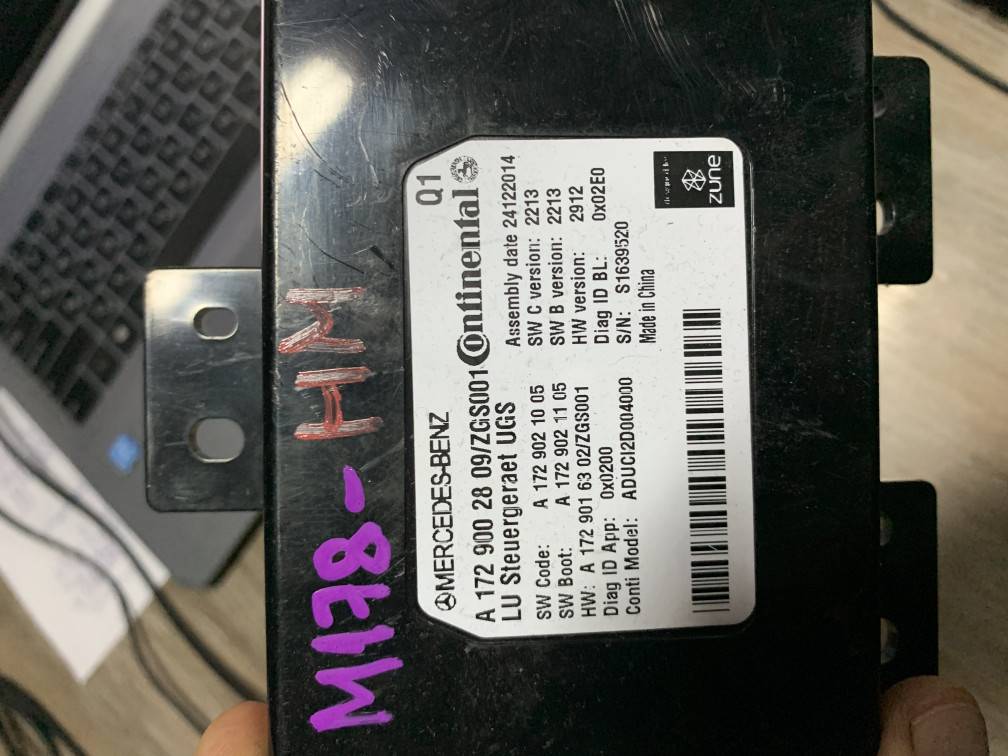 M178-HM
Q1
MERCEDES-BENZ
A 172 900 28 09/ZGS001 Continental
LU Steuergeraet UGS
Assembly date 24122014
SW Code: A 172 902 10 05
SW C version: 2213
SW Boot: A 172 902 11 05
SW B version: 2213
HW: A 172 901 63 02/ZGS001
HW version: 2912
Diag ID App: 0x0200
Diag ID BL: 0x02E0
Conti Model: ADUCI2D004000
S/N: S1639520
Made in China
zune